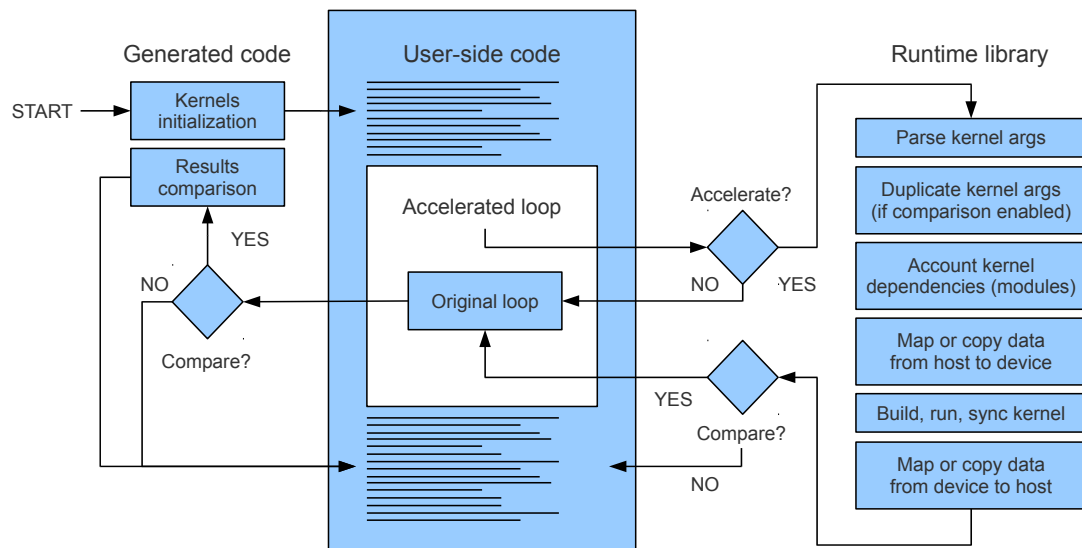 Generated code
User-side code
Runtime library
START
Kernels
initialization
Results
comparison
YES
NO
Compare?
Accelerated loop
Original loop
Accelerate?
NO
YES
YES
Compare?
NO
Parse kernel args
Duplicate kernel args
(if comparison enabled)
Account kernel
dependencies (modules)
Map or copy data
from host to device
Build, run, sync kernel
Map or copy data
from device to host